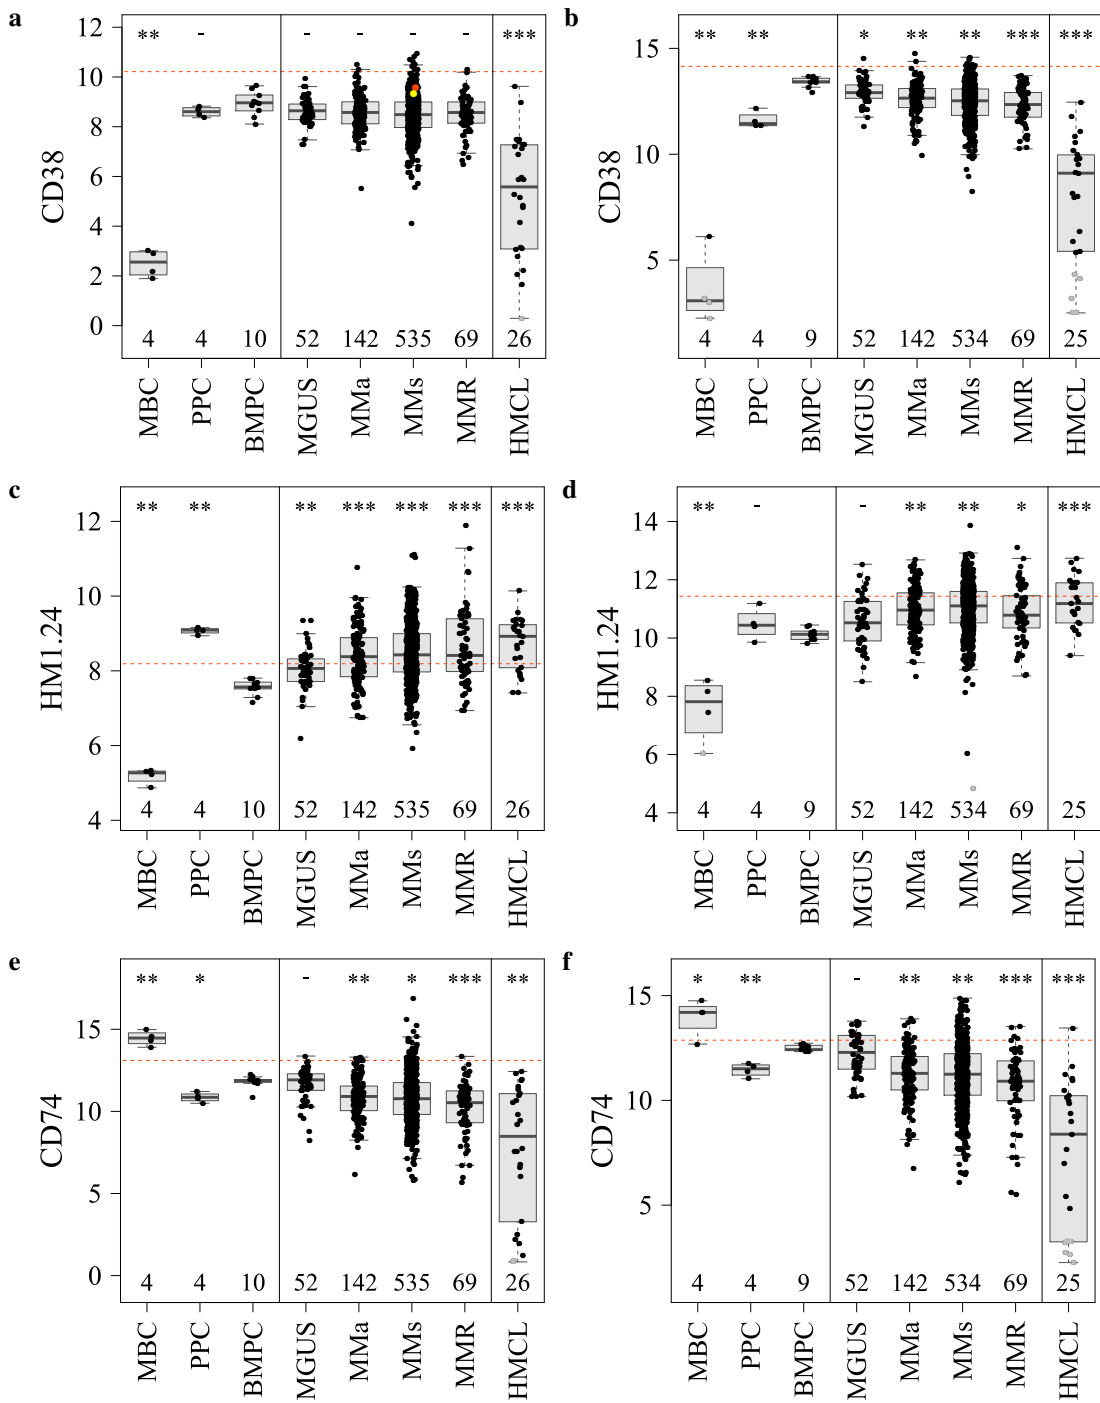 a
CD38
12
10
8
6
4
2
0
** - - - - - ***
4 4 10 52 142 535 69 26
MBC PPC BMPC MGUS MMa MMs MMR HMCL
b
CD38
15
10
5
** ** * ** ** *** ***
4 4 9 52 142 534 69 25
MBC PPC BMPC MGUS MMa MMs MMR HMCL
c
HM1.24
12
10
8
6
4
** ** ** *** *** *** ***
4 4 10 52 142 535 69 26
MBC PPC BMPC MGUS MMa MMs MMR HMCL
d
HM1.24
14
12
10
8
6
4
** - - ** ** * ***
4 4 9 52 142 534 69 25
MBC PPC BMPC MGUS MMa MMs MMR HMCL
e
CD74
15
10
5
0
** * - ** * *** **
4 4 10 52 142 535 69 26
MBC PPC BMPC MGUS MMa MMs MMR HMCL
f
CD74
15
10
5
* ** - ** ** *** ***
4 4 9 52 142 534 69 25
MBC PPC BMPC MGUS MMa MMs MMR HMCL